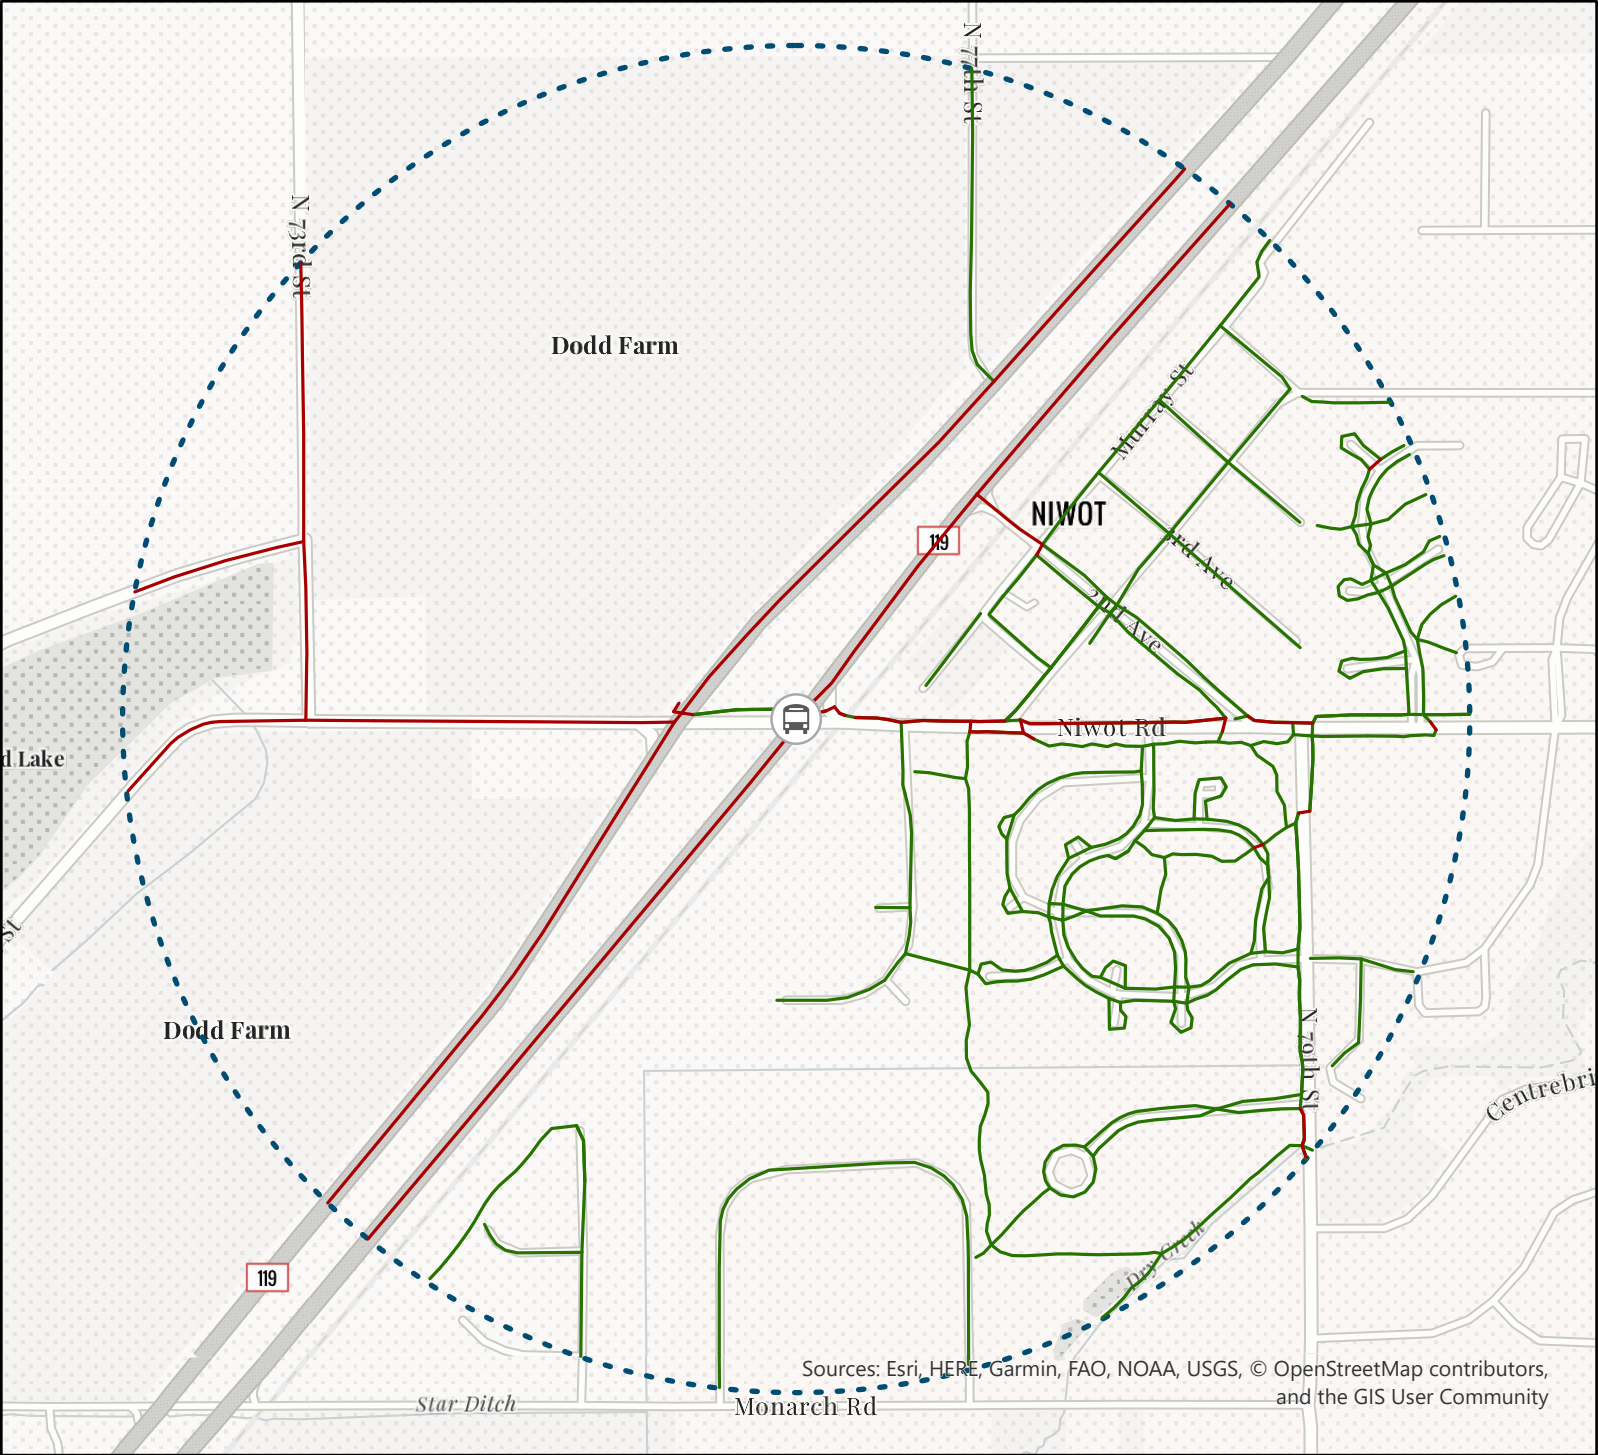 N 77th St
N 73rd St
Dodd Farm
Murray St
NIWOT
119
3rd Ave
2nd Ave
Niwot Rd
d Lake
St
Dodd Farm
N 79th St
Centrebri
Dry Creek
119
Sources: Esri, HERE, Garmin, FAO, NOAA, USGS, © OpenStreetMap contributors,
and the GIS User Community
Star Ditch
Monarch Rd